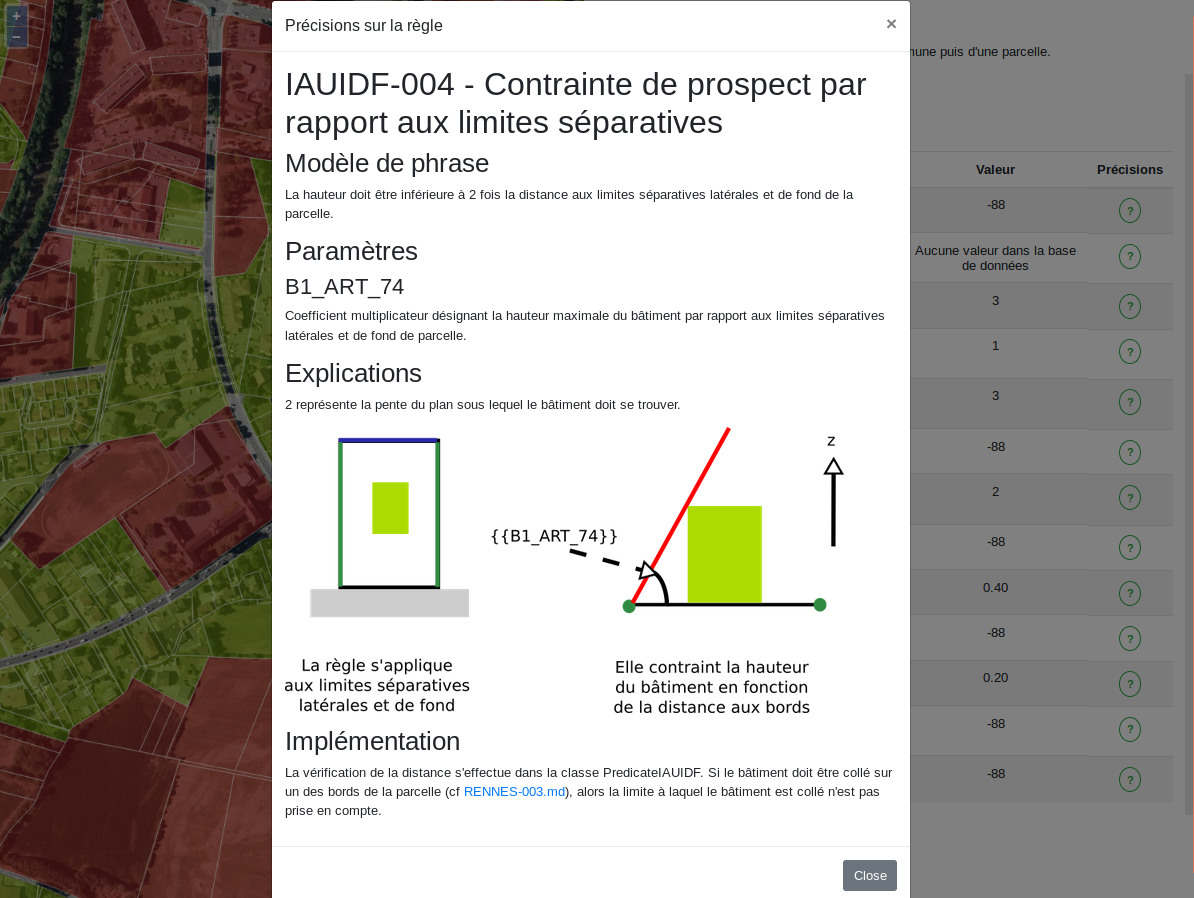 +
−
Précisions sur la règle
×
IAUIDF-004 - Contrainte de prospect par
rapport aux limites séparatives
Modèle de phrase
La hauteur doit être inférieure à 2 fois la distance aux limites séparatives latérales et de fond de la
parcelle.
Paramètres
B1_ART_74
Coefficient multiplicateur désignant la hauteur maximale du bâtiment par rapport aux limites séparatives
latérales et de fond de parcelle.
Explications
2 représente la pente du plan sous lequel le bâtiment doit se trouver.
z
{{B1_ART_74}}
La règle s'applique
aux limites séparatives
latérales et de fond
Elle contraint la hauteur
du bâtiment en fonction
de la distance aux bords
Implémentation
La vérification de la distance s'effectue dans la classe PredicateIAUIDF. Si le bâtiment doit être collé sur
un des bords de la parcelle (cf RENNES-003.md), alors la limite à laquel le bâtiment est collé n'est pas
prise en compte.
Close
puis d'une parcelle.
Valeur Précisions
-88 ?
Aucune valeur dans la base
de données ?
3 ?
1 ?
3 ?
-88 ?
2 ?
-88 ?
0.40 ?
-88 ?
0.20 ?
-88 ?
-88 ?